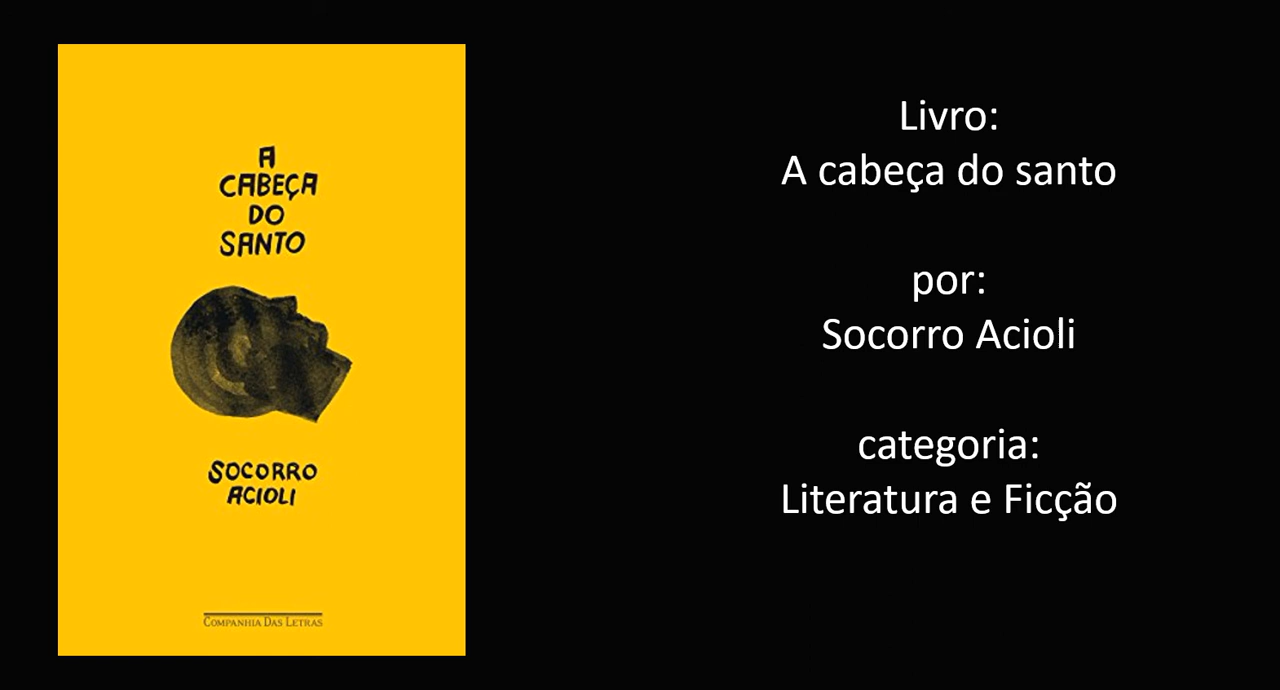 A
CABEÇA
DO
SANTO
SOCORRO
ACIOLI
COMPANHIA DAS LETRAS
Livro:
A cabeça do santo
por:
Socorro Acioli
categoria:
Literatura e Ficção